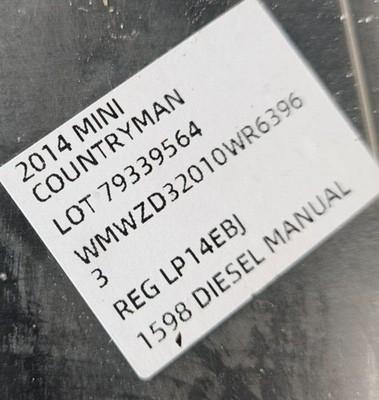 2014 MINI
COUNTRYMAN
LOT 79339564
WMWZD32010WR6396
3
REG LP14EBJ
1598 DIESEL MANUAL